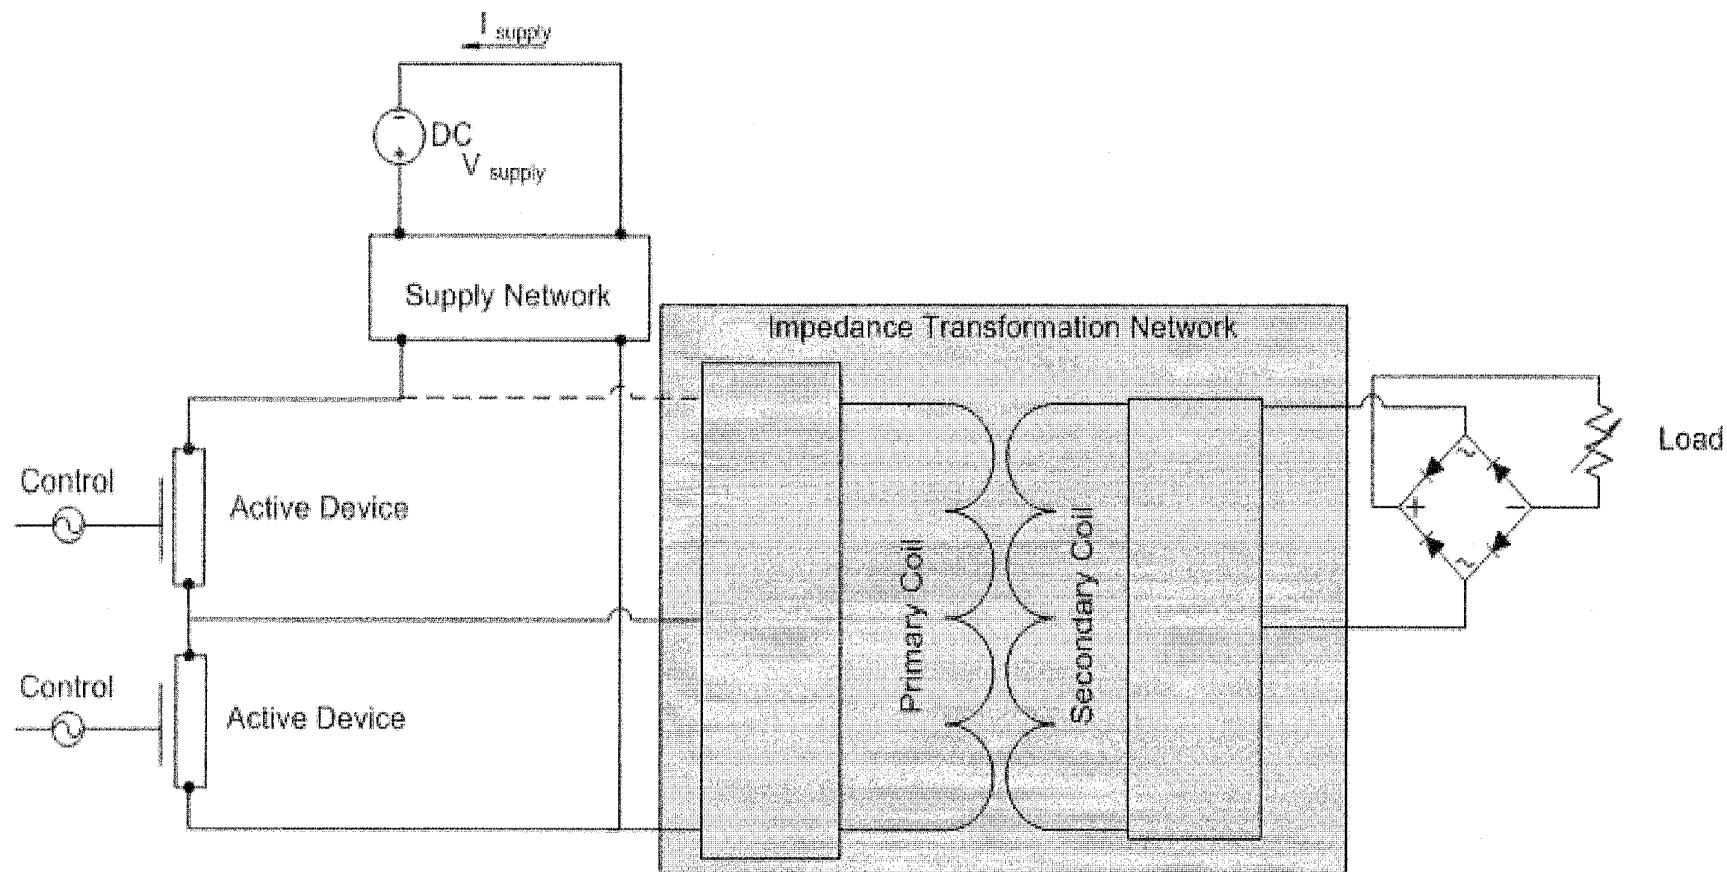 I supply
DC
V supply
Supply Network
Impedance Transformation Network
Control
Active Device
Control
Active Device
Primary Coil
Secondary Coil
Load